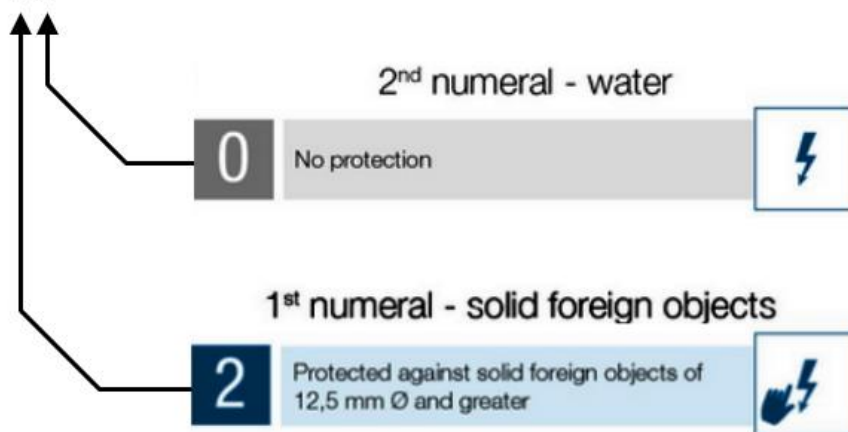 2nd numeral - water
0
No protection
1st numeral - solid foreign objects
2
Protected against solid foreign objects of
12,5 mm Ø and greater